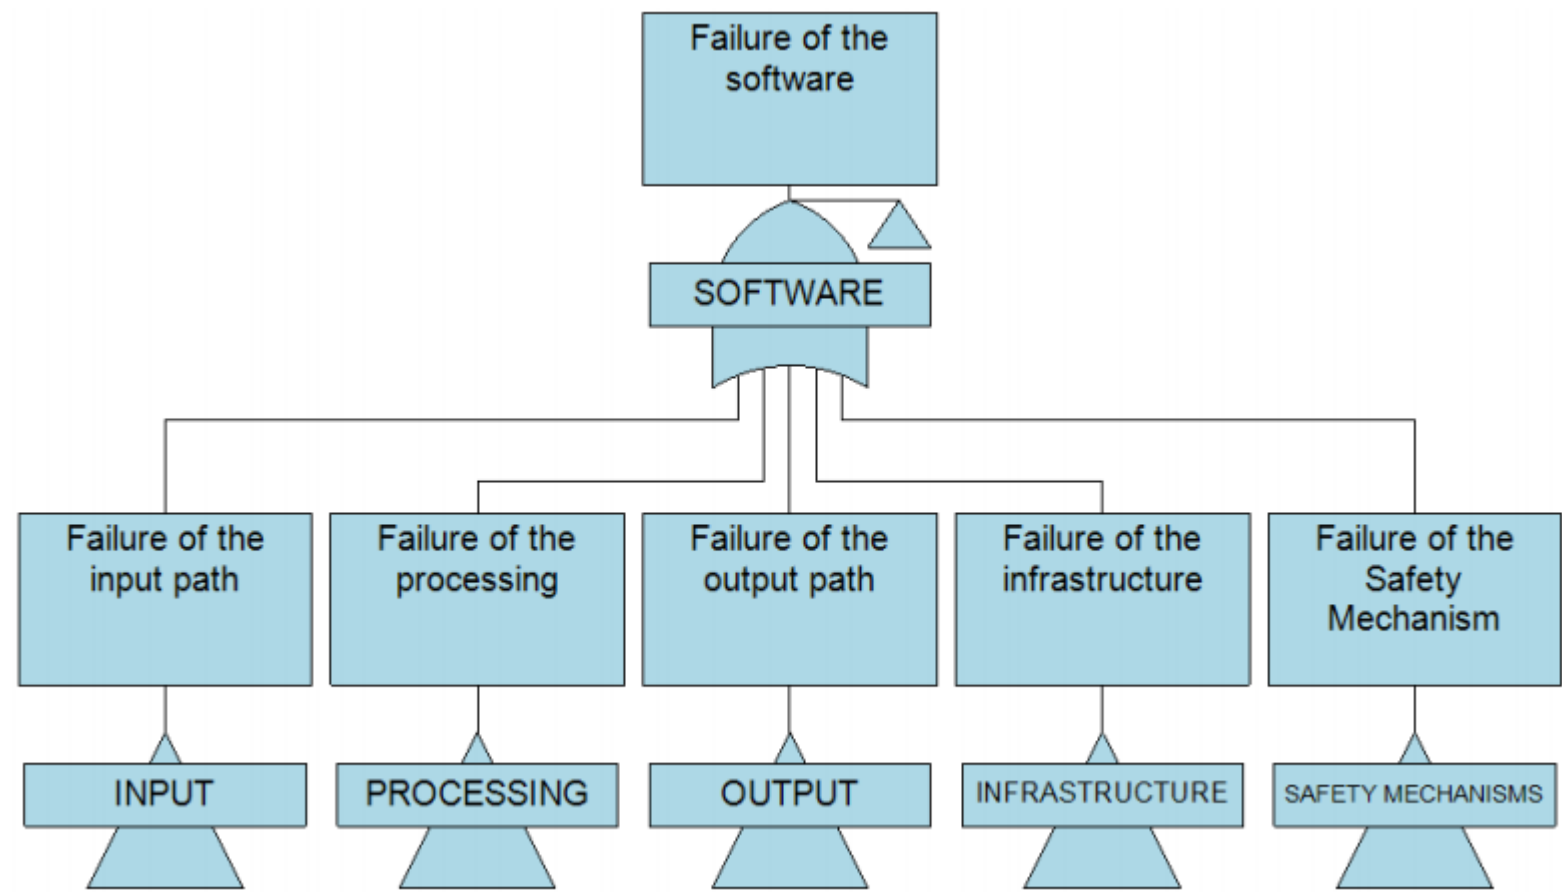 Failure of the
software
SOFTWARE
Failure of the
input path
Failure of the
processing
Failure of the
output path
Failure of the
infrastructure
Failure of the
Safety
Mechanism
INPUT
PROCESSING
OUTPUT
INFRASTRUCTURE
SAFETY MECHANISMS